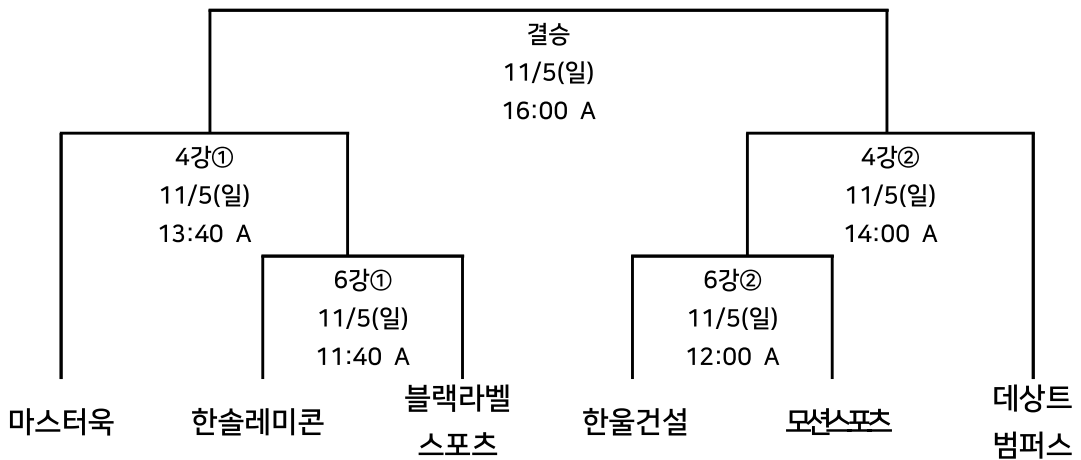 결승
11/5(일)
16:00 A
4강①
11/5(일)
13:40 A
4강②
11/5(일)
14:00 A
6강①
11/5(일)
11:40 A
6강②
11/5(일)
12:00 A
마스터욱
한솔레미콘
블랙라벨
스포츠
한울건설
모션스포츠
데상트
범퍼스